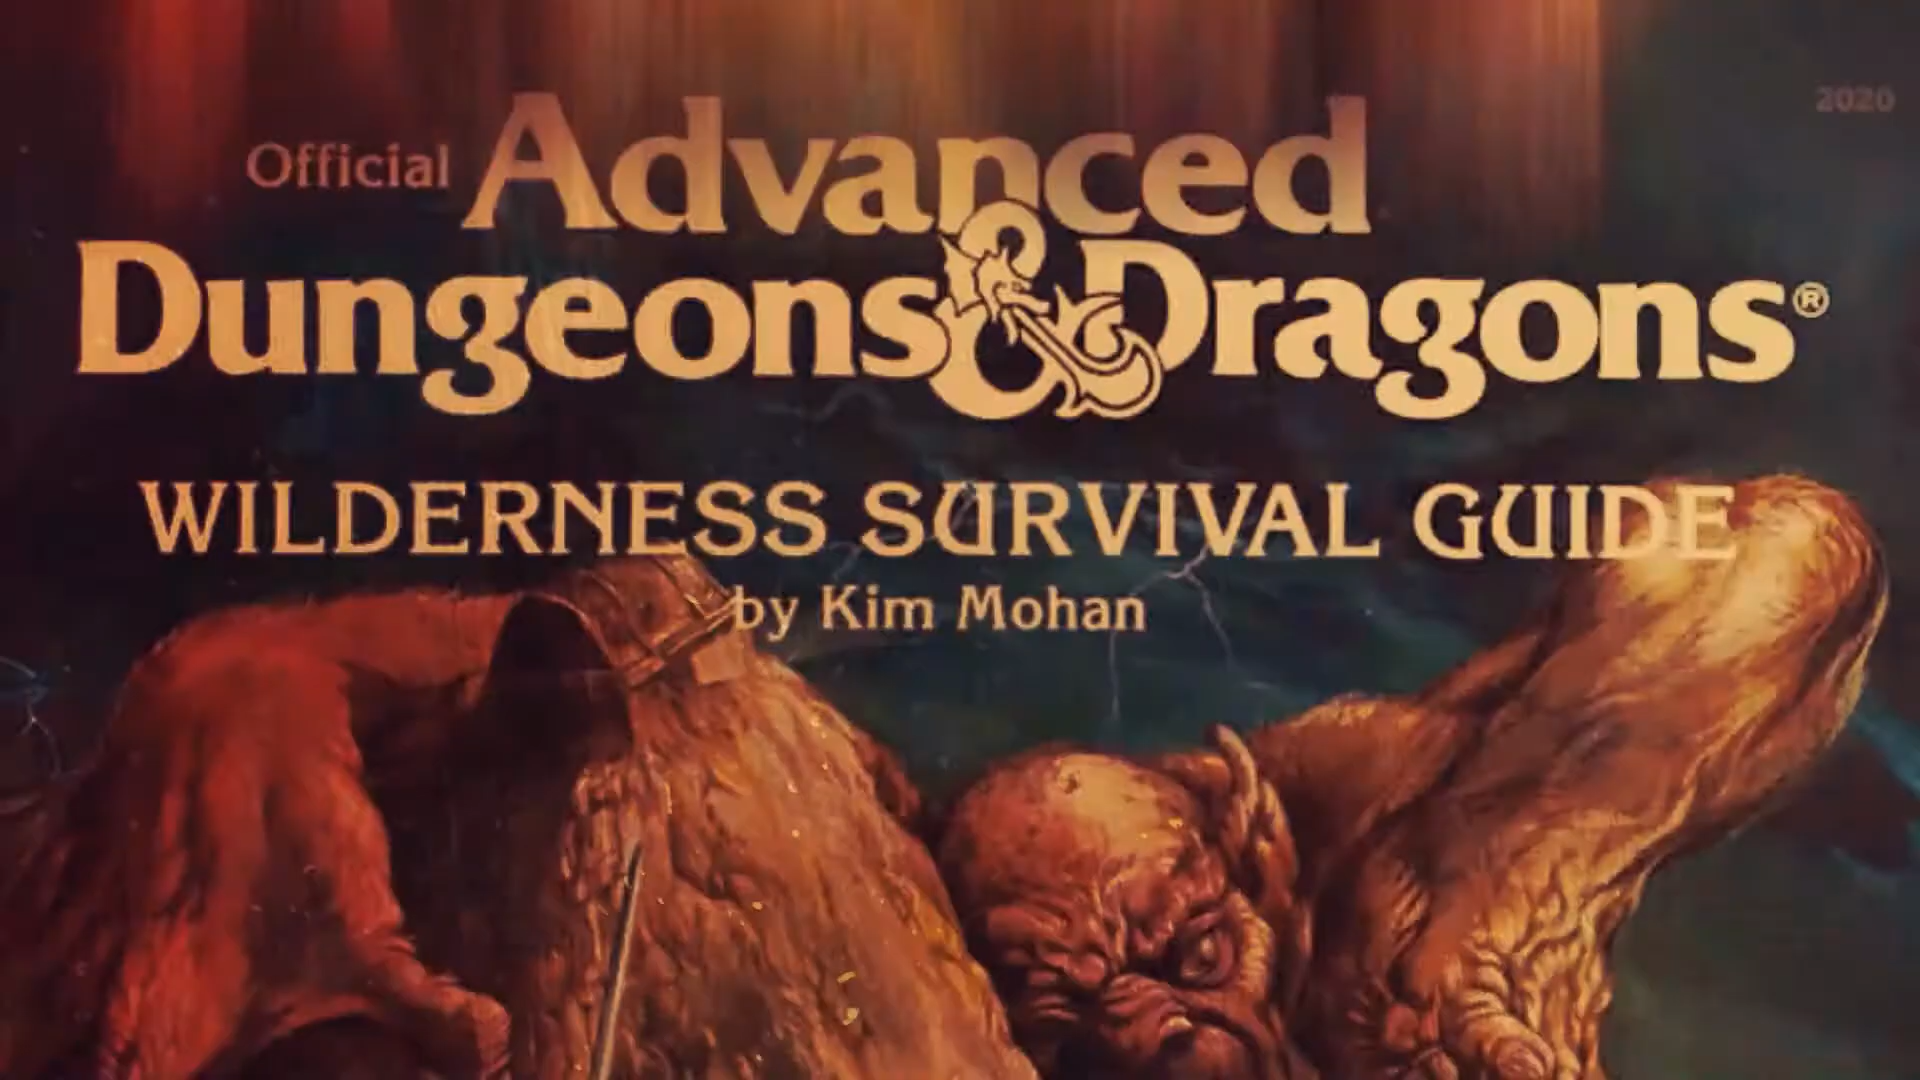 2020
Official Advanced
Dungeons & Dragons®
WILDERNESS SURVIVAL GUIDE
by Kim Mohan